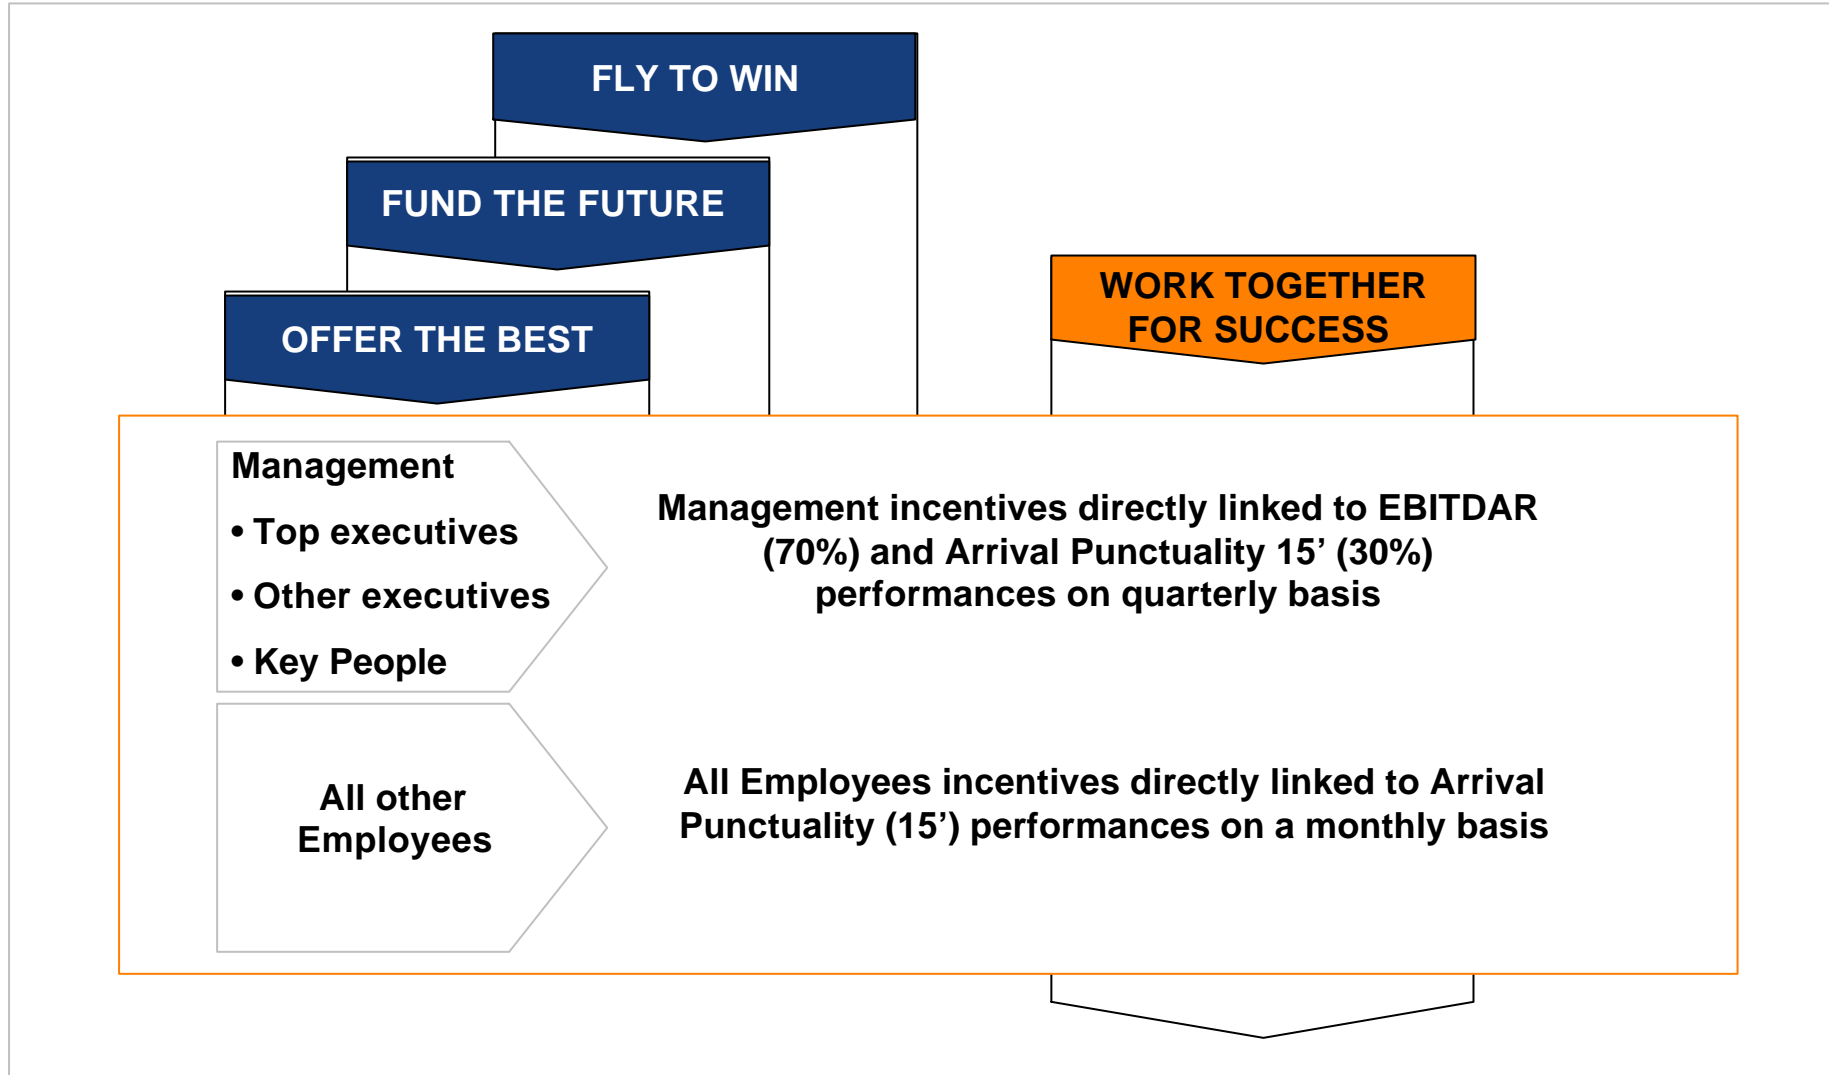 FLY TO WIN
FUND THE FUTURE
OFFER THE BEST
WORK TOGETHER
FOR SUCCESS
Management
• Top executives
• Other executives
• Key People
Management incentives directly linked to EBITDAR
(70%) and Arrival Punctuality 15’ (30%)
performances on quarterly basis
All other
Employees
All Employees incentives directly linked to Arrival
Punctuality (15’) performances on a monthly basis